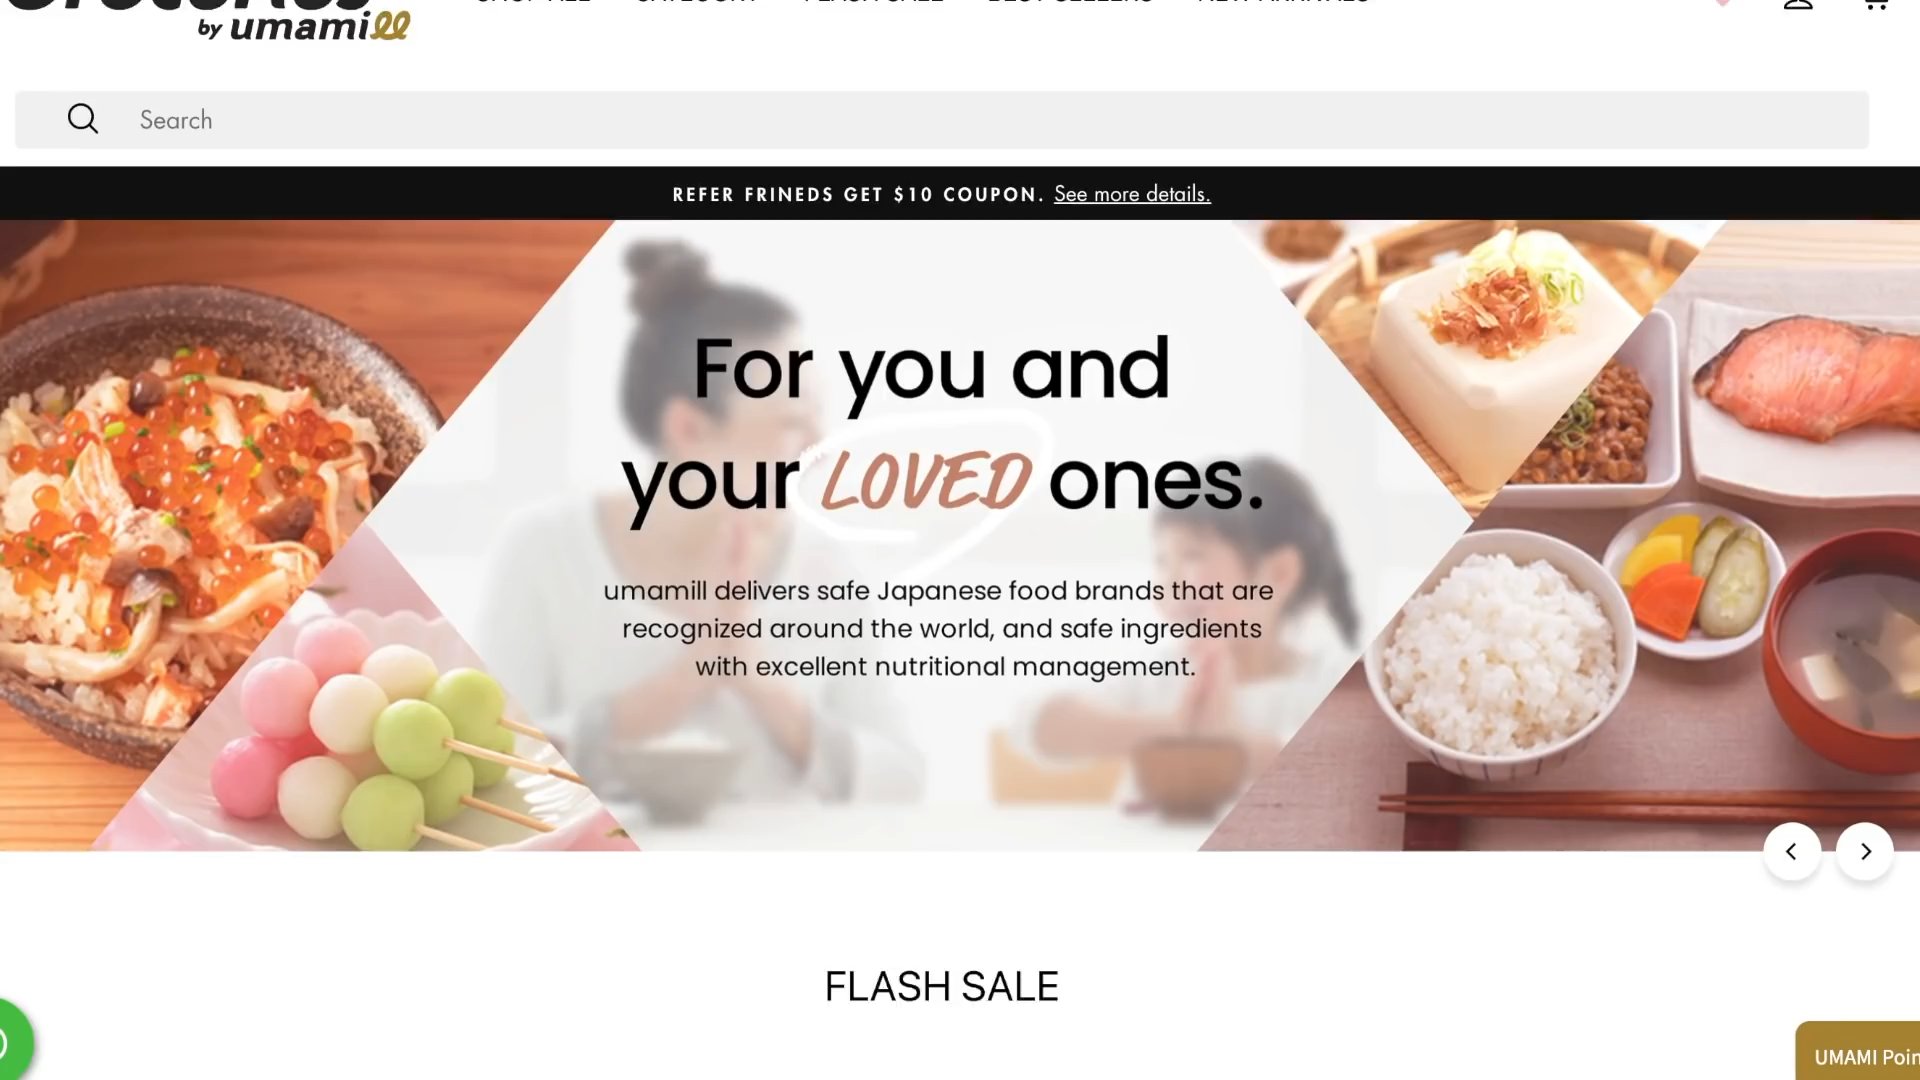 by umamill
Search
REFER FRINEDS GET $10 COUPON. See more details.
For you and
your LOVED ones.
umamill delivers safe Japanese food brands that are
recognized around the world, and safe ingredients
with excellent nutritional management.
FLASH SALE
UMAMI Poin